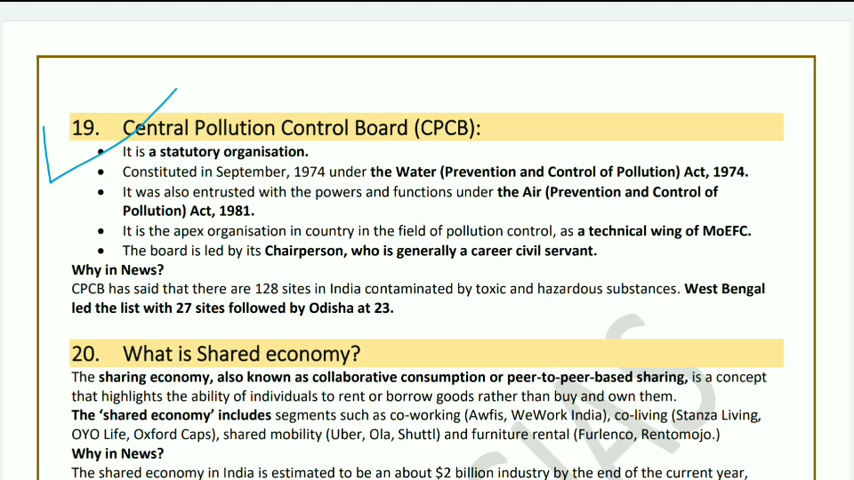 19. Central Pollution Control Board (CPCB):
• It is a statutory organisation.
• Constituted in September, 1974 under the Water (Prevention and Control of Pollution) Act, 1974.
• It was also entrusted with the powers and functions under the Air (Prevention and Control of
Pollution) Act, 1981.
• It is the apex organisation in country in the field of pollution control, as a technical wing of MoEFC.
• The board is led by its Chairperson, who is generally a career civil servant.
Why in News?
CPCB has said that there are 128 sites in India contaminated by toxic and hazardous substances. West Bengal
led the list with 27 sites followed by Odisha at 23.
20. What is Shared economy?
The sharing economy, also known as collaborative consumption or peer-to-peer-based sharing, is a concept
that highlights the ability of individuals to rent or borrow goods rather than buy and own them.
The ‘shared economy’ includes segments such as co-working (Awfis, WeWork India), co-living (Stanza Living,
OYO Life, Oxford Caps), shared mobility (Uber, Ola, Shuttl) and furniture rental (Furlenco, Rentomojo.)
Why in News?
The shared economy in India is estimated to be an about $2 billion industry by the end of the current year,